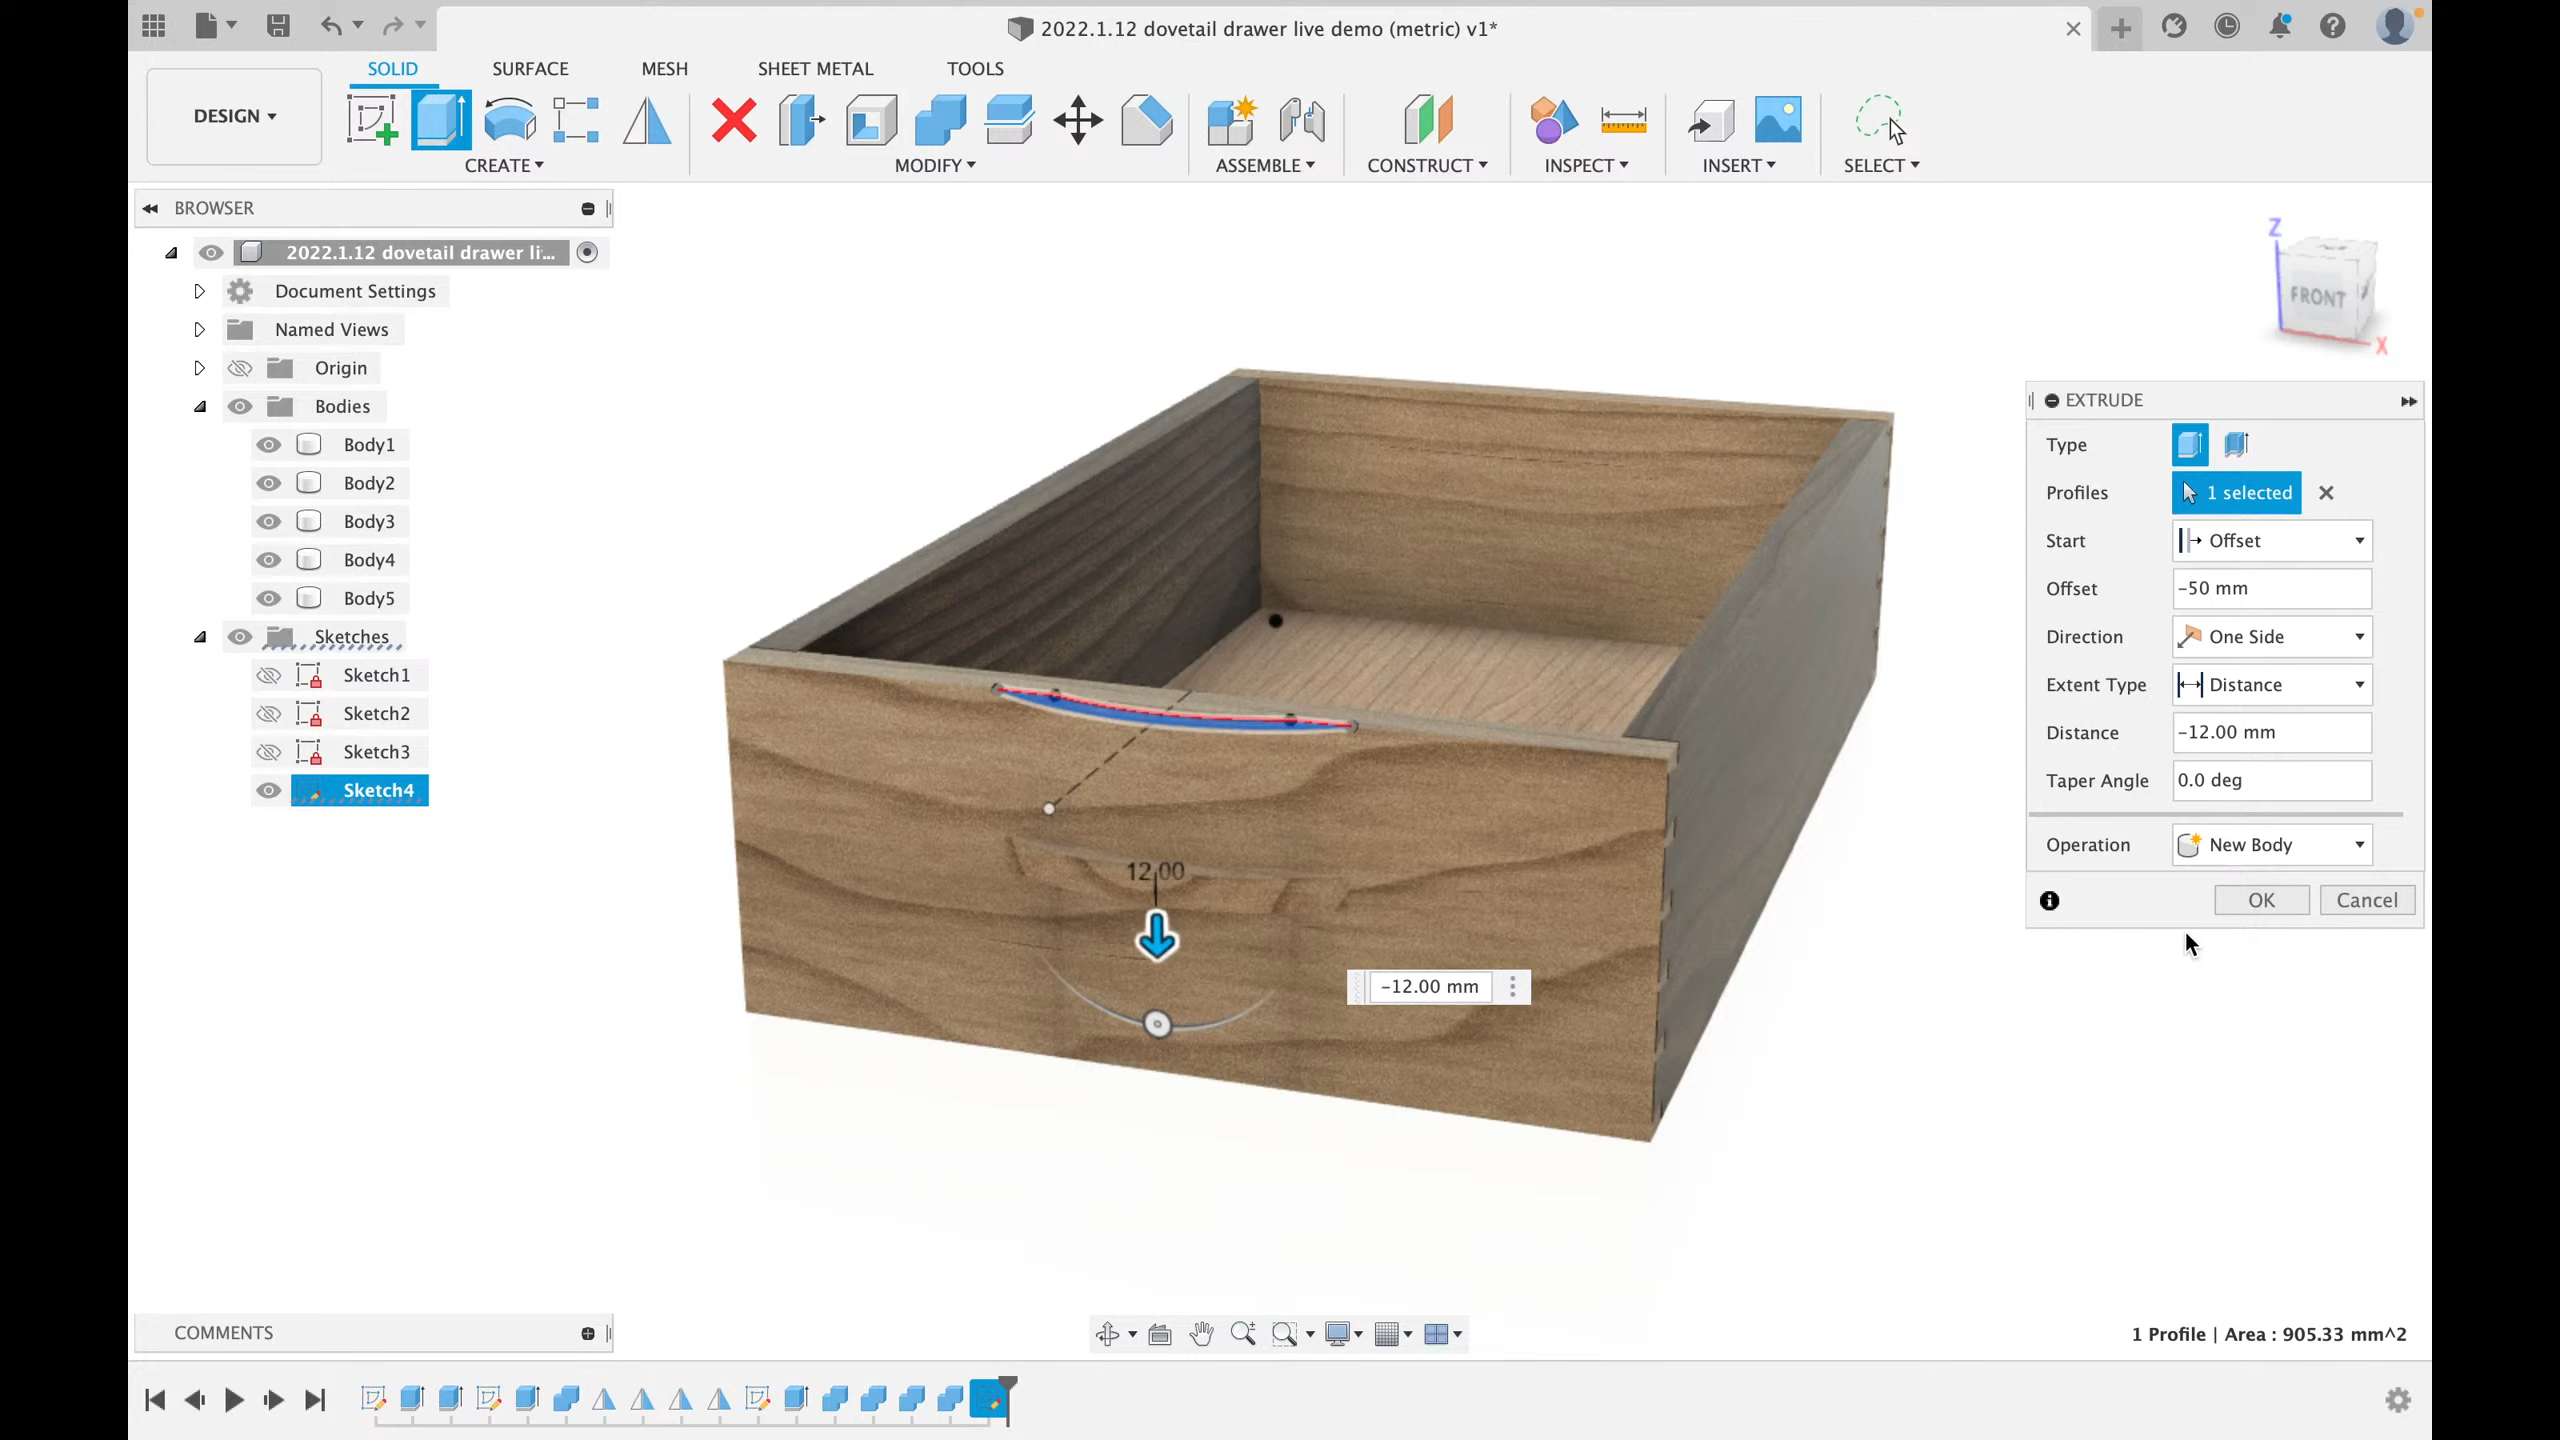 2022.1.12 dovetail drawer live demo (metric) v1*
SOLID SURFACE MESH SHEET METAL TOOLS
DESIGN
CREATE MODIFY ASSEMBLE CONSTRUCT INSPECT INSERT SELECT
BROWSER
2022.1.12 dovetail drawer li...
Document Settings
Named Views
Origin
Bodies
Body1
Body2
Body3
Body4
Body5
Sketches
Sketch1
Sketch2
Sketch3
Sketch4
Z
FRONT
X
12.00
-12.00 mm
EXTRUDE
Type
Profiles 1 selected
Start Offset
Offset -50 mm
Direction One Side
Extent Type Distance
Distance -12.00 mm
Taper Angle 0.0 deg
Operation New Body
OK Cancel
COMMENTS
1 Profile | Area : 905.33 mm^2